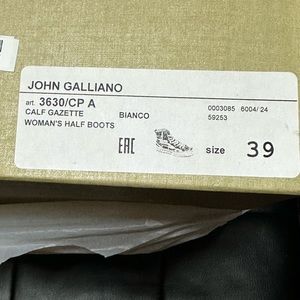 JOHN GALLIANO
art. 3630/CP A
CALF GAZETTE BIANCO
WOMAN'S HALF BOOTS
0003085 6004/ 24
59253
EAC size 39